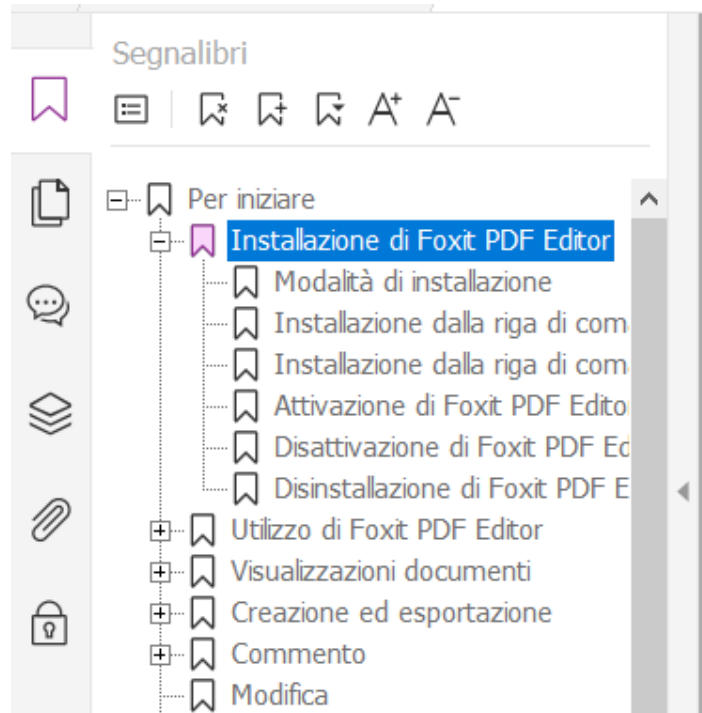 Segnalibri
Per iniziare
Installazione di Foxit PDF Editor
Modalità di installazione
Installazione dalla riga di com
Installazione dalla riga di com
Attivazione di Foxit PDF Edito
Disattivazione di Foxit PDF Ed
Disinstallazione di Foxit PDF E
Utilizzo di Foxit PDF Editor
Visualizzazioni documenti
Creazione ed esportazione
Commento
Modifica